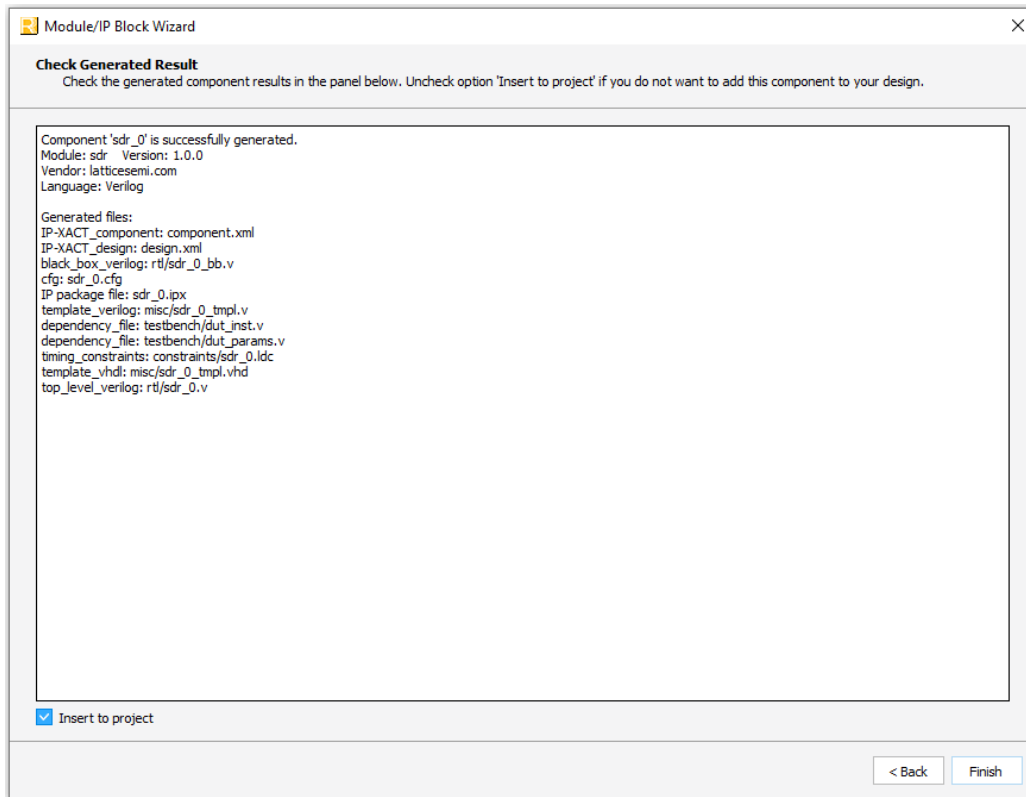 Module/IP Block Wizard
Check Generated Result
Check the generated component results in the panel below. Uncheck option 'Insert to project' if you do not want to add this component to your design.
Component 'sdr_0' is successfully generated.
Module: sdr Version: 1.0.0
Vendor: latticesemi.com
Language: Verilog
Generated files:
IP-XACT_component: component.xml
IP-XACT_design: design.xml
black_box_verilog: rtl/sdr_0_bb.v
cfg: sdr_0.cfg
IP package file: sdr_0.ipx
template_verilog: misc/sdr_0_tmpl.v
dependency_file: testbench/dut_inst.v
dependency_file: testbench/dut_params.v
timing_constraints: constraints/sdr_0.ldc
template_vhdl: misc/sdr_0_tmpl.vhd
top_level_verilog: rtl/sdr_0.v
Insert to project
< Back Finish